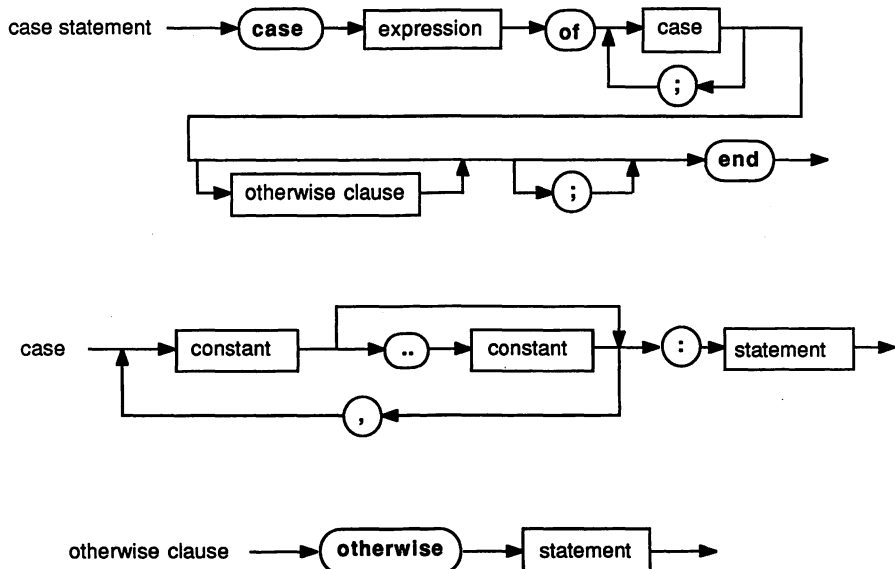 case statement case expression of case
;
otherwise clause ; end
case constant .. constant : statement
,
otherwise clause otherwise statement